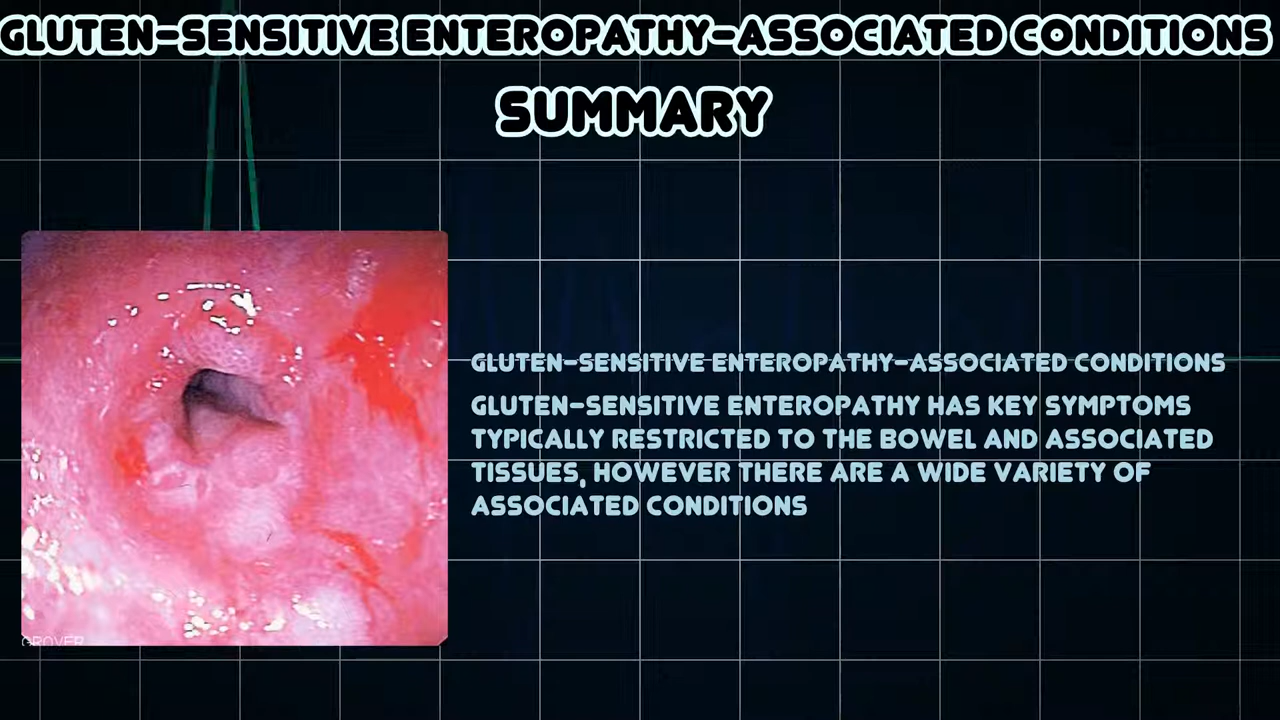 GLUTEN-SENSITIVE ENTEROPATHY-ASSOCIATED CONDITIONS
SUMMARY
GLUTEN-SENSITIVE ENTEROPATHY-ASSOCIATED CONDITIONS
GLUTEN-SENSITIVE ENTEROPATHY HAS KEY SYMPTOMS
TYPICALLY RESTRICTED TO THE BOWEL AND ASSOCIATED
TISSUES, HOWEVER THERE ARE A WIDE VARIETY OF
ASSOCIATED CONDITIONS
GROVER